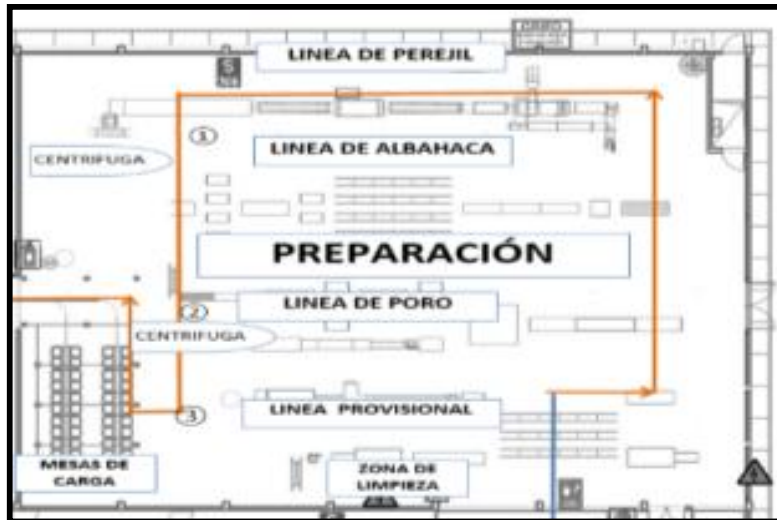 LINEA DE PEREJIL
1
LINEA DE ALBAHACA
CENTRIFUGA
PREPARACIÓN
LINEA DE PORO
2
CENTRIFUGA
3
LINEA PROVISIONAL
MESAS DE
CARGA
ZONA DE
LIMPIEZA